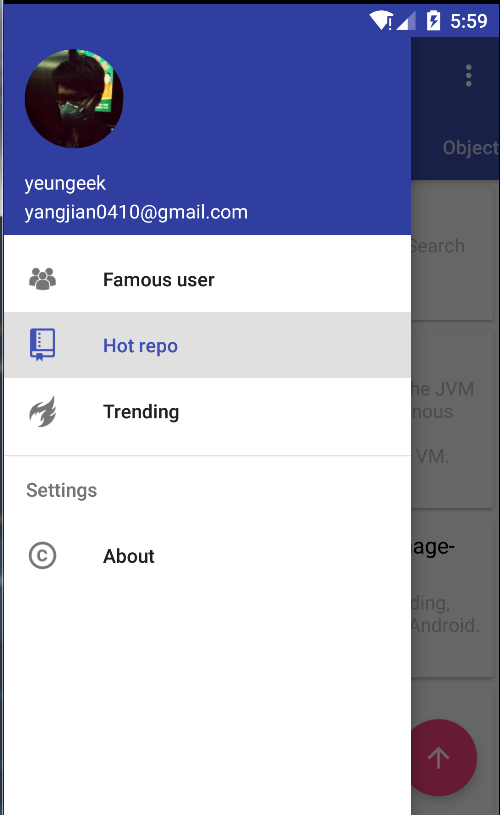 5:59
Object
yeungeek
yangjian0410@gmail.com
Famous user
Search
Hot repo
he JVM
Trending
nous
VM.
Settings
About
age-
ding,
Android.